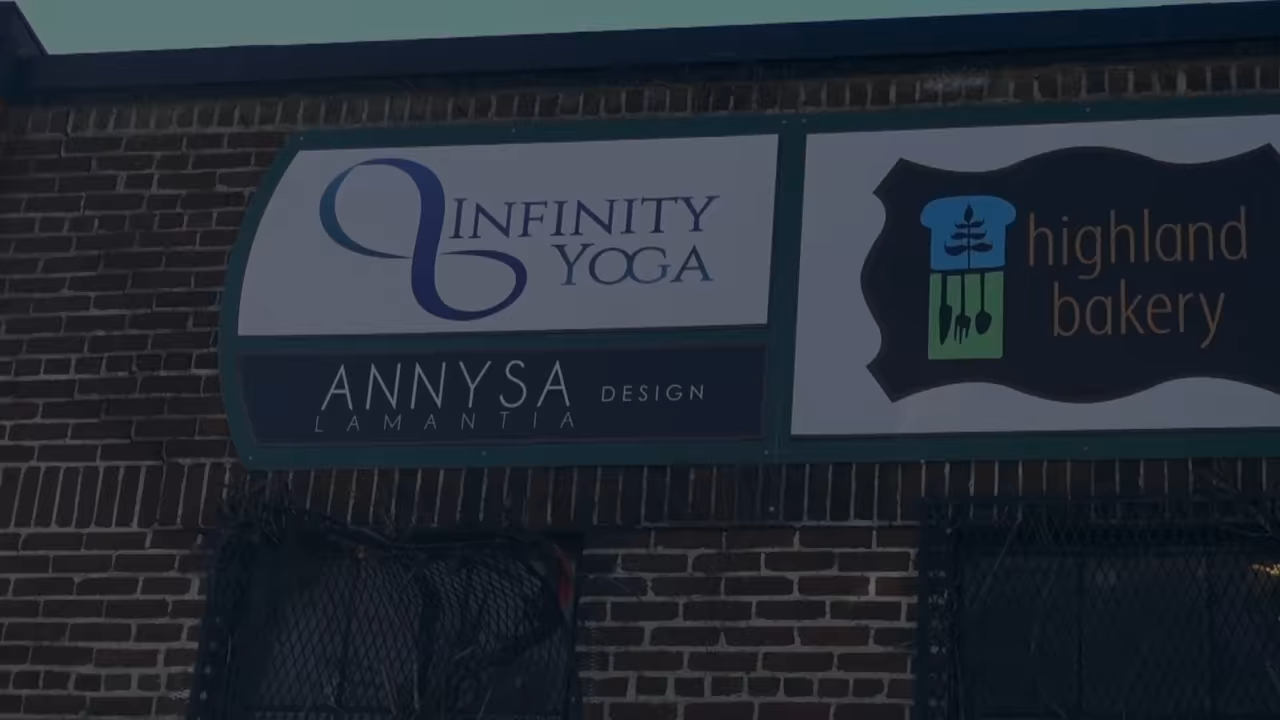 INFINITY
YOGA
ANNYSA
LAMANTIA
DESIGN
highland
bakery